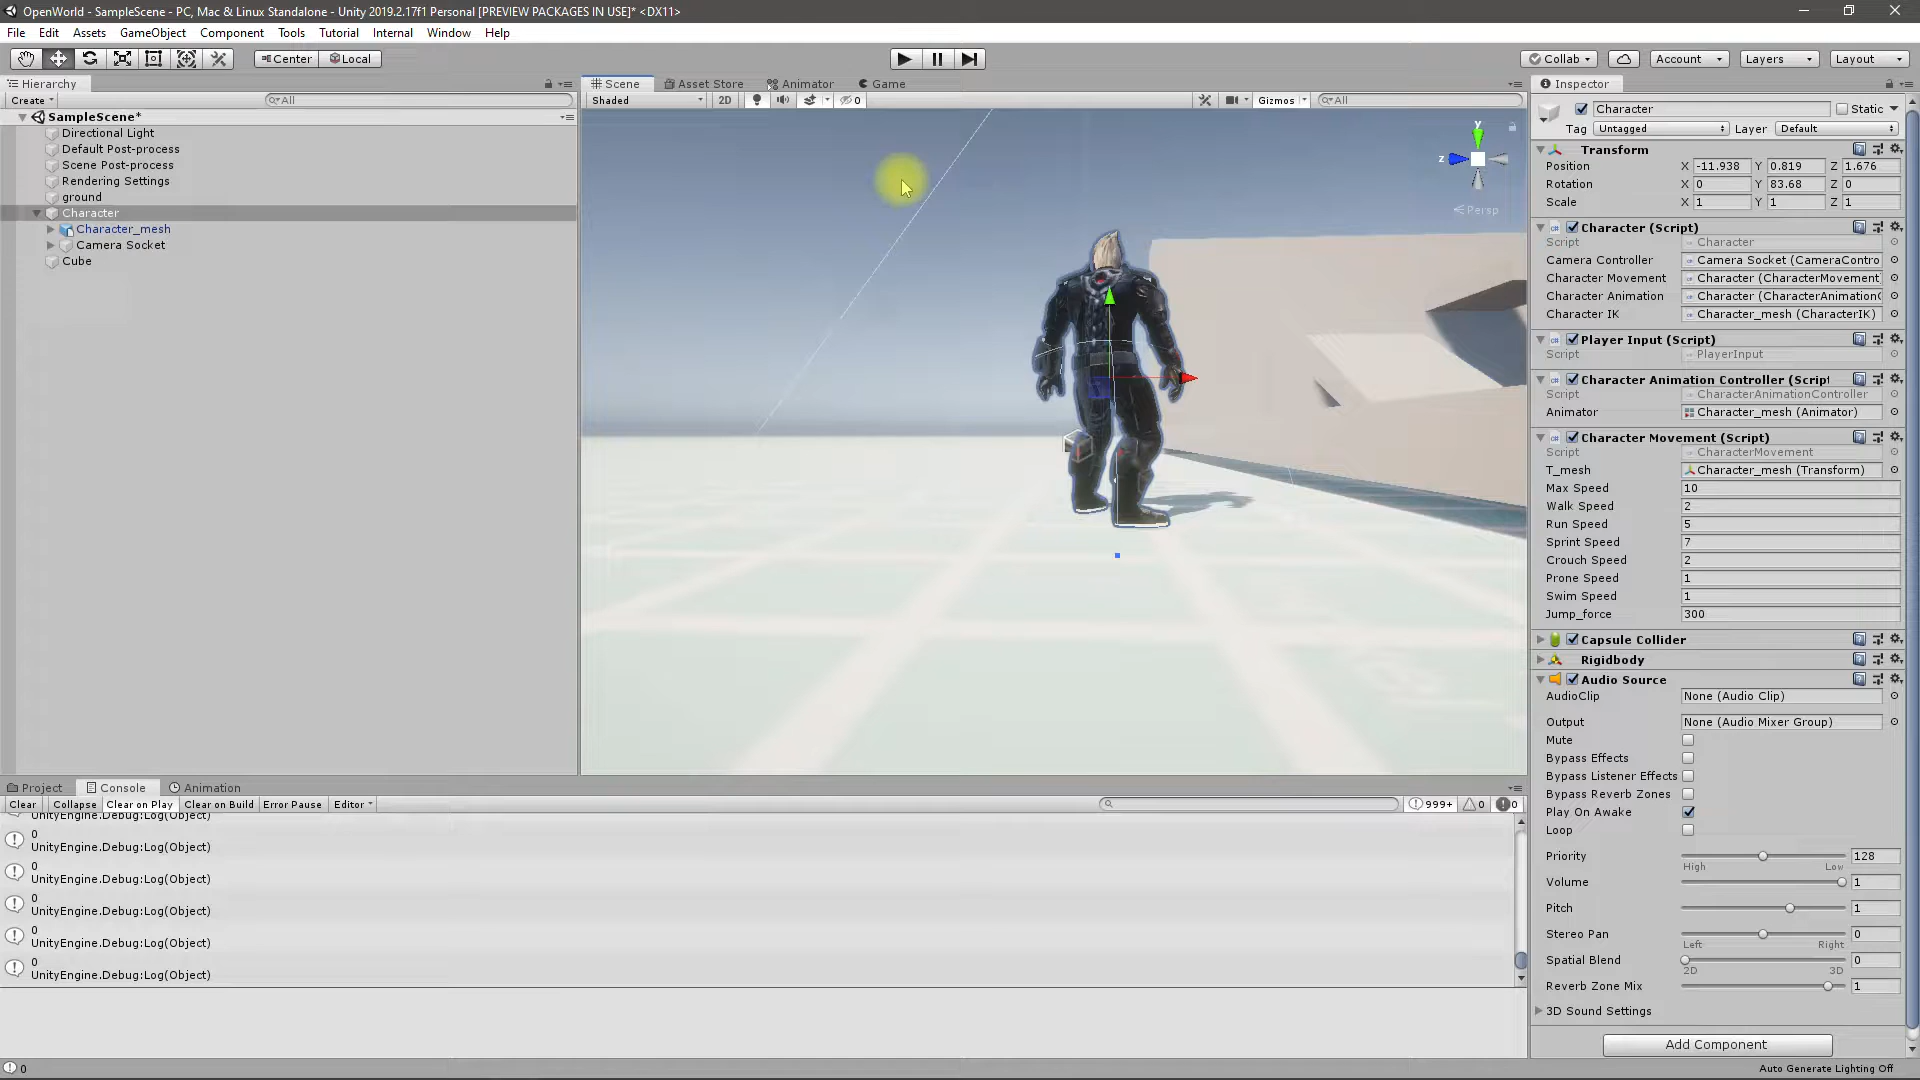 OpenWorld - SampleScene - PC, Mac & Linux Standalone - Unity 2019.2.17f1 Personal [PREVIEW PACKAGES IN USE]* <DX11>
File Edit Assets GameObject Component Tools Tutorial Internal Window Help
Center Local Collab Account Layers Layout
Hierarchy
Create All
SampleScene*
Directional Light
Default Post-process
Scene Post-process
Rendering Settings
ground
Character
Character_mesh
Camera Socket
Cube
Scene Asset Store Animator Game
Shaded 2D 0 Gizmos All
y
z
Persp
Inspector
Character Static
Tag Untagged Layer Default
Transform
Position X -11.938 Y 0.819 Z 1.676
Rotation X 0 Y 83.68 Z 0
Scale X 1 Y 1 Z 1
Character (Script)
Script Character
Camera Controller Camera Socket (CameraContro
Character Movement Character (CharacterMovement
Character Animation Character (CharacterAnimation(
Character IK Character_mesh (CharacterIK)
Player Input (Script)
Script PlayerInput
Character Animation Controller (Script
Script CharacterAnimationController
Animator Character_mesh (Animator)
Character Movement (Script)
Script CharacterMovement
T_mesh Character_mesh (Transform)
Max Speed 10
Walk Speed 2
Run Speed 5
Sprint Speed 7
Crouch Speed 2
Prone Speed 1
Swim Speed 1
Jump_force 300
Capsule Collider
Rigidbody
Audio Source
AudioClip None (Audio Clip)
Output None (Audio Mixer Group)
Mute
Bypass Effects
Bypass Listener Effects
Bypass Reverb Zones
Play On Awake
Loop
Priority 128
High Low
Volume 1
Pitch 1
Stereo Pan 0
Left Right
Spatial Blend 0
2D 3D
Reverb Zone Mix 1
3D Sound Settings
Add Component
Project Console Animation
Clear Collapse Clear on Play Clear on Build Error Pause Editor 999+ 0 0
UnityEngine.Debug:Log(Object)
0
UnityEngine.Debug:Log(Object)
0
UnityEngine.Debug:Log(Object)
0
UnityEngine.Debug:Log(Object)
0
UnityEngine.Debug:Log(Object)
0
UnityEngine.Debug:Log(Object)
0
Auto Generate Lighting Off